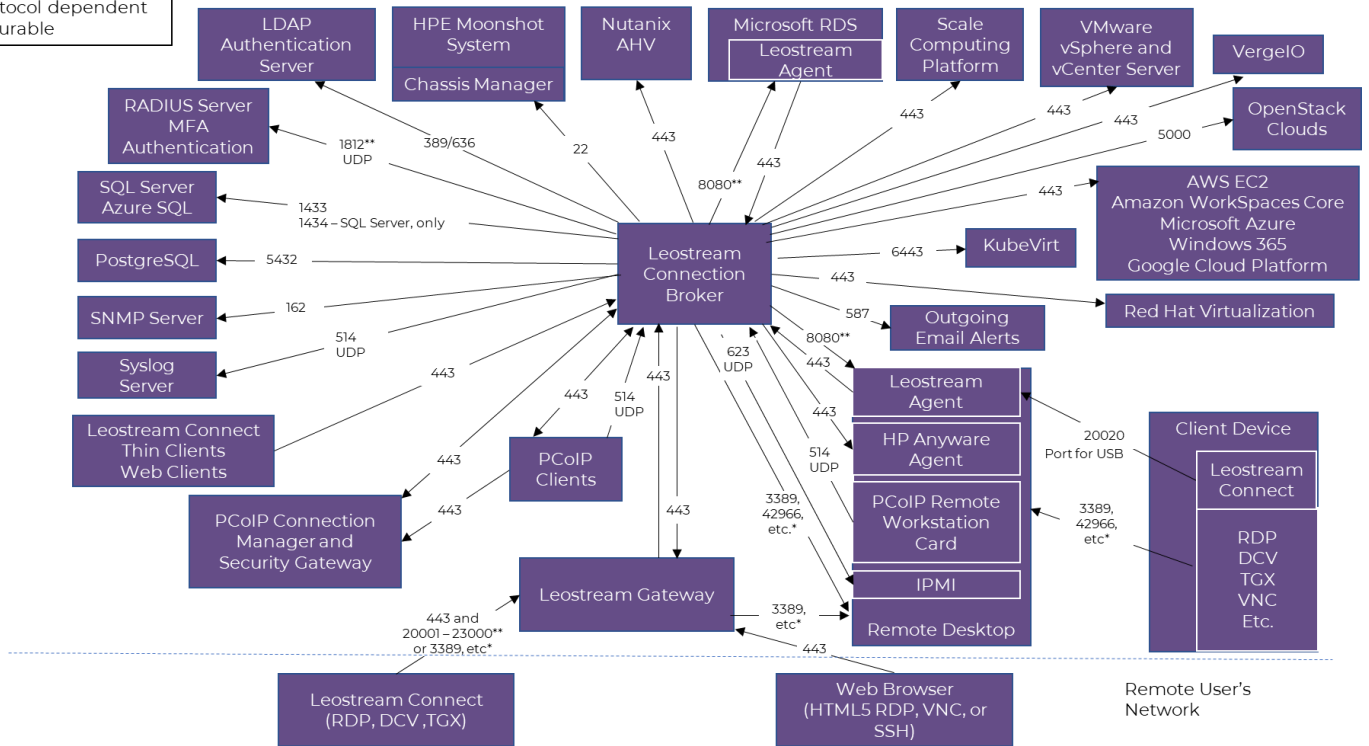 tocol dependent
urable
LDAP
Authentication
Server
HPE Moonshot
System
Chassis Manager
Nutanix
AHV
Microsoft RDS
Leostream
Agent
Scale
Computing
Platform
VMware
vSphere and
vCenter Server
VergeIO
OpenStack
Clouds
RADIUS Server
MFA
Authentication
1812**
UDP
389/636
22
443
8080**
443
443
443
443
5000
443
SQL Server
Azure SQL
1433
1434 – SQL Server, only
AWS EC2
Amazon WorkSpaces Core
Microsoft Azure
Windows 365
Google Cloud Platform
PostgreSQL
5432
Leostream
Connection
Broker
6443
KubeVirt
443
Red Hat Virtualization
SNMP Server
162
587
Outgoing
Email Alerts
Syslog
Server
514
UDP
8080**
443
623
UDP
443
443
514
UDP
443
443
Leostream
Agent
HP Anyware
Agent
PCoIP Remote
Workstation
Card
IPMI
Remote Desktop
514
UDP
20020
Port for USB
Client Device
Leostream
Connect
RDP
DCV
TGX
VNC
Etc.
3389,
42966,
etc*
Leostream Connect
Thin Clients
Web Clients
443
PCoIP
Clients
443
PCoIP Connection
Manager and
Security Gateway
443
3389,
42966,
etc.*
Leostream Gateway
3389,
etc*
443 and
20001 – 23000**
or 3389, etc*
443
Leostream Connect
(RDP, DCV ,TGX)
Web Browser
(HTML5 RDP, VNC, or
SSH)
Remote User's
Network